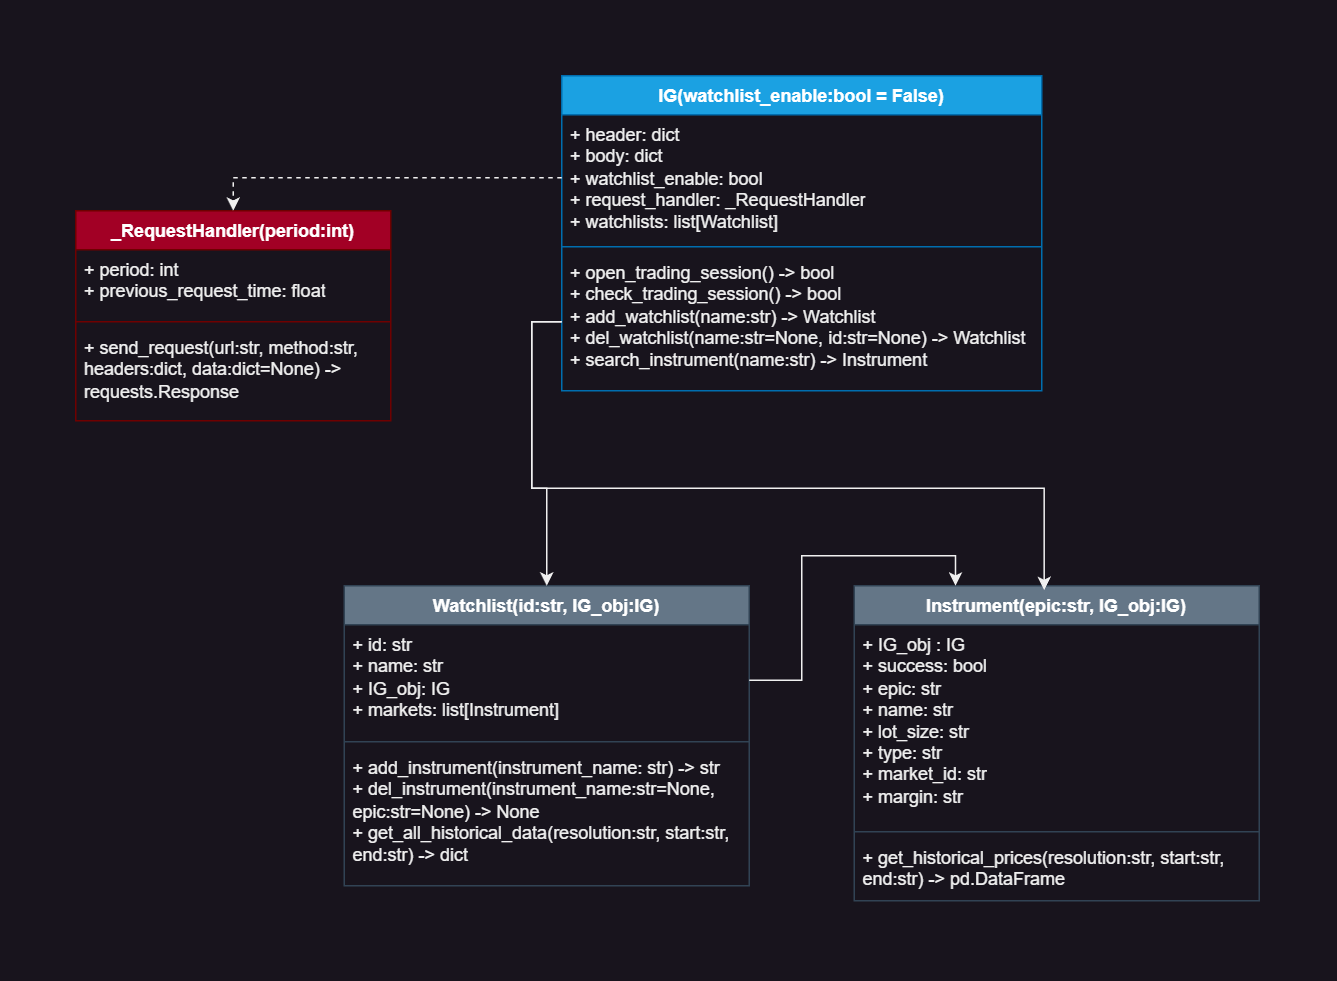 IG(watchlist_enable:bool = False)
+ header: dict
+ body: dict
+ watchlist_enable: bool
+ request_handler: _RequestHandler
+ watchlists: list[Watchlist]
+ open_trading_session() -> bool
+ check_trading_session() -> bool
+ add_watchlist(name:str) -> Watchlist
+ del_watchlist(name:str=None, id:str=None) -> Watchlist
+ search_instrument(name:str) -> Instrument
_RequestHandler(period:int)
+ period: int
+ previous_request_time: float
+ send_request(url:str, method:str,
headers:dict, data:dict=None) ->
requests.Response
Watchlist(id:str, IG_obj:IG)
+ id: str
+ name: str
+ IG_obj: IG
+ markets: list[Instrument]
+ add_instrument(instrument_name: str) -> str
+ del_instrument(instrument_name:str=None,
epic:str=None) -> None
+ get_all_historical_data(resolution:str, start:str,
end:str) -> dict
Instrument(epic:str, IG_obj:IG)
+ IG_obj : IG
+ success: bool
+ epic: str
+ name: str
+ lot_size: str
+ type: str
+ market_id: str
+ margin: str
+ get_historical_prices(resolution:str, start:str,
end:str) -> pd.DataFrame